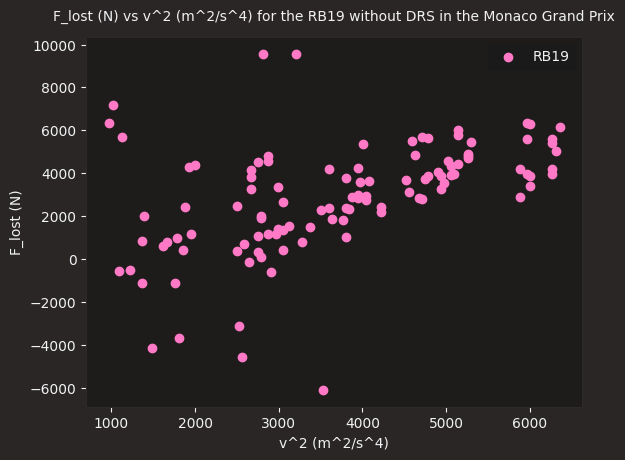 F_lost (N) vs v^2 (m^2/s^4) for the RB19 without DRS in the Monaco Grand Prix
RB19
10000
8000
6000
4000
2000
0
−2000
−4000
−6000
F_lost (N)
1000 2000 3000 4000 5000 6000
v^2 (m^2/s^4)